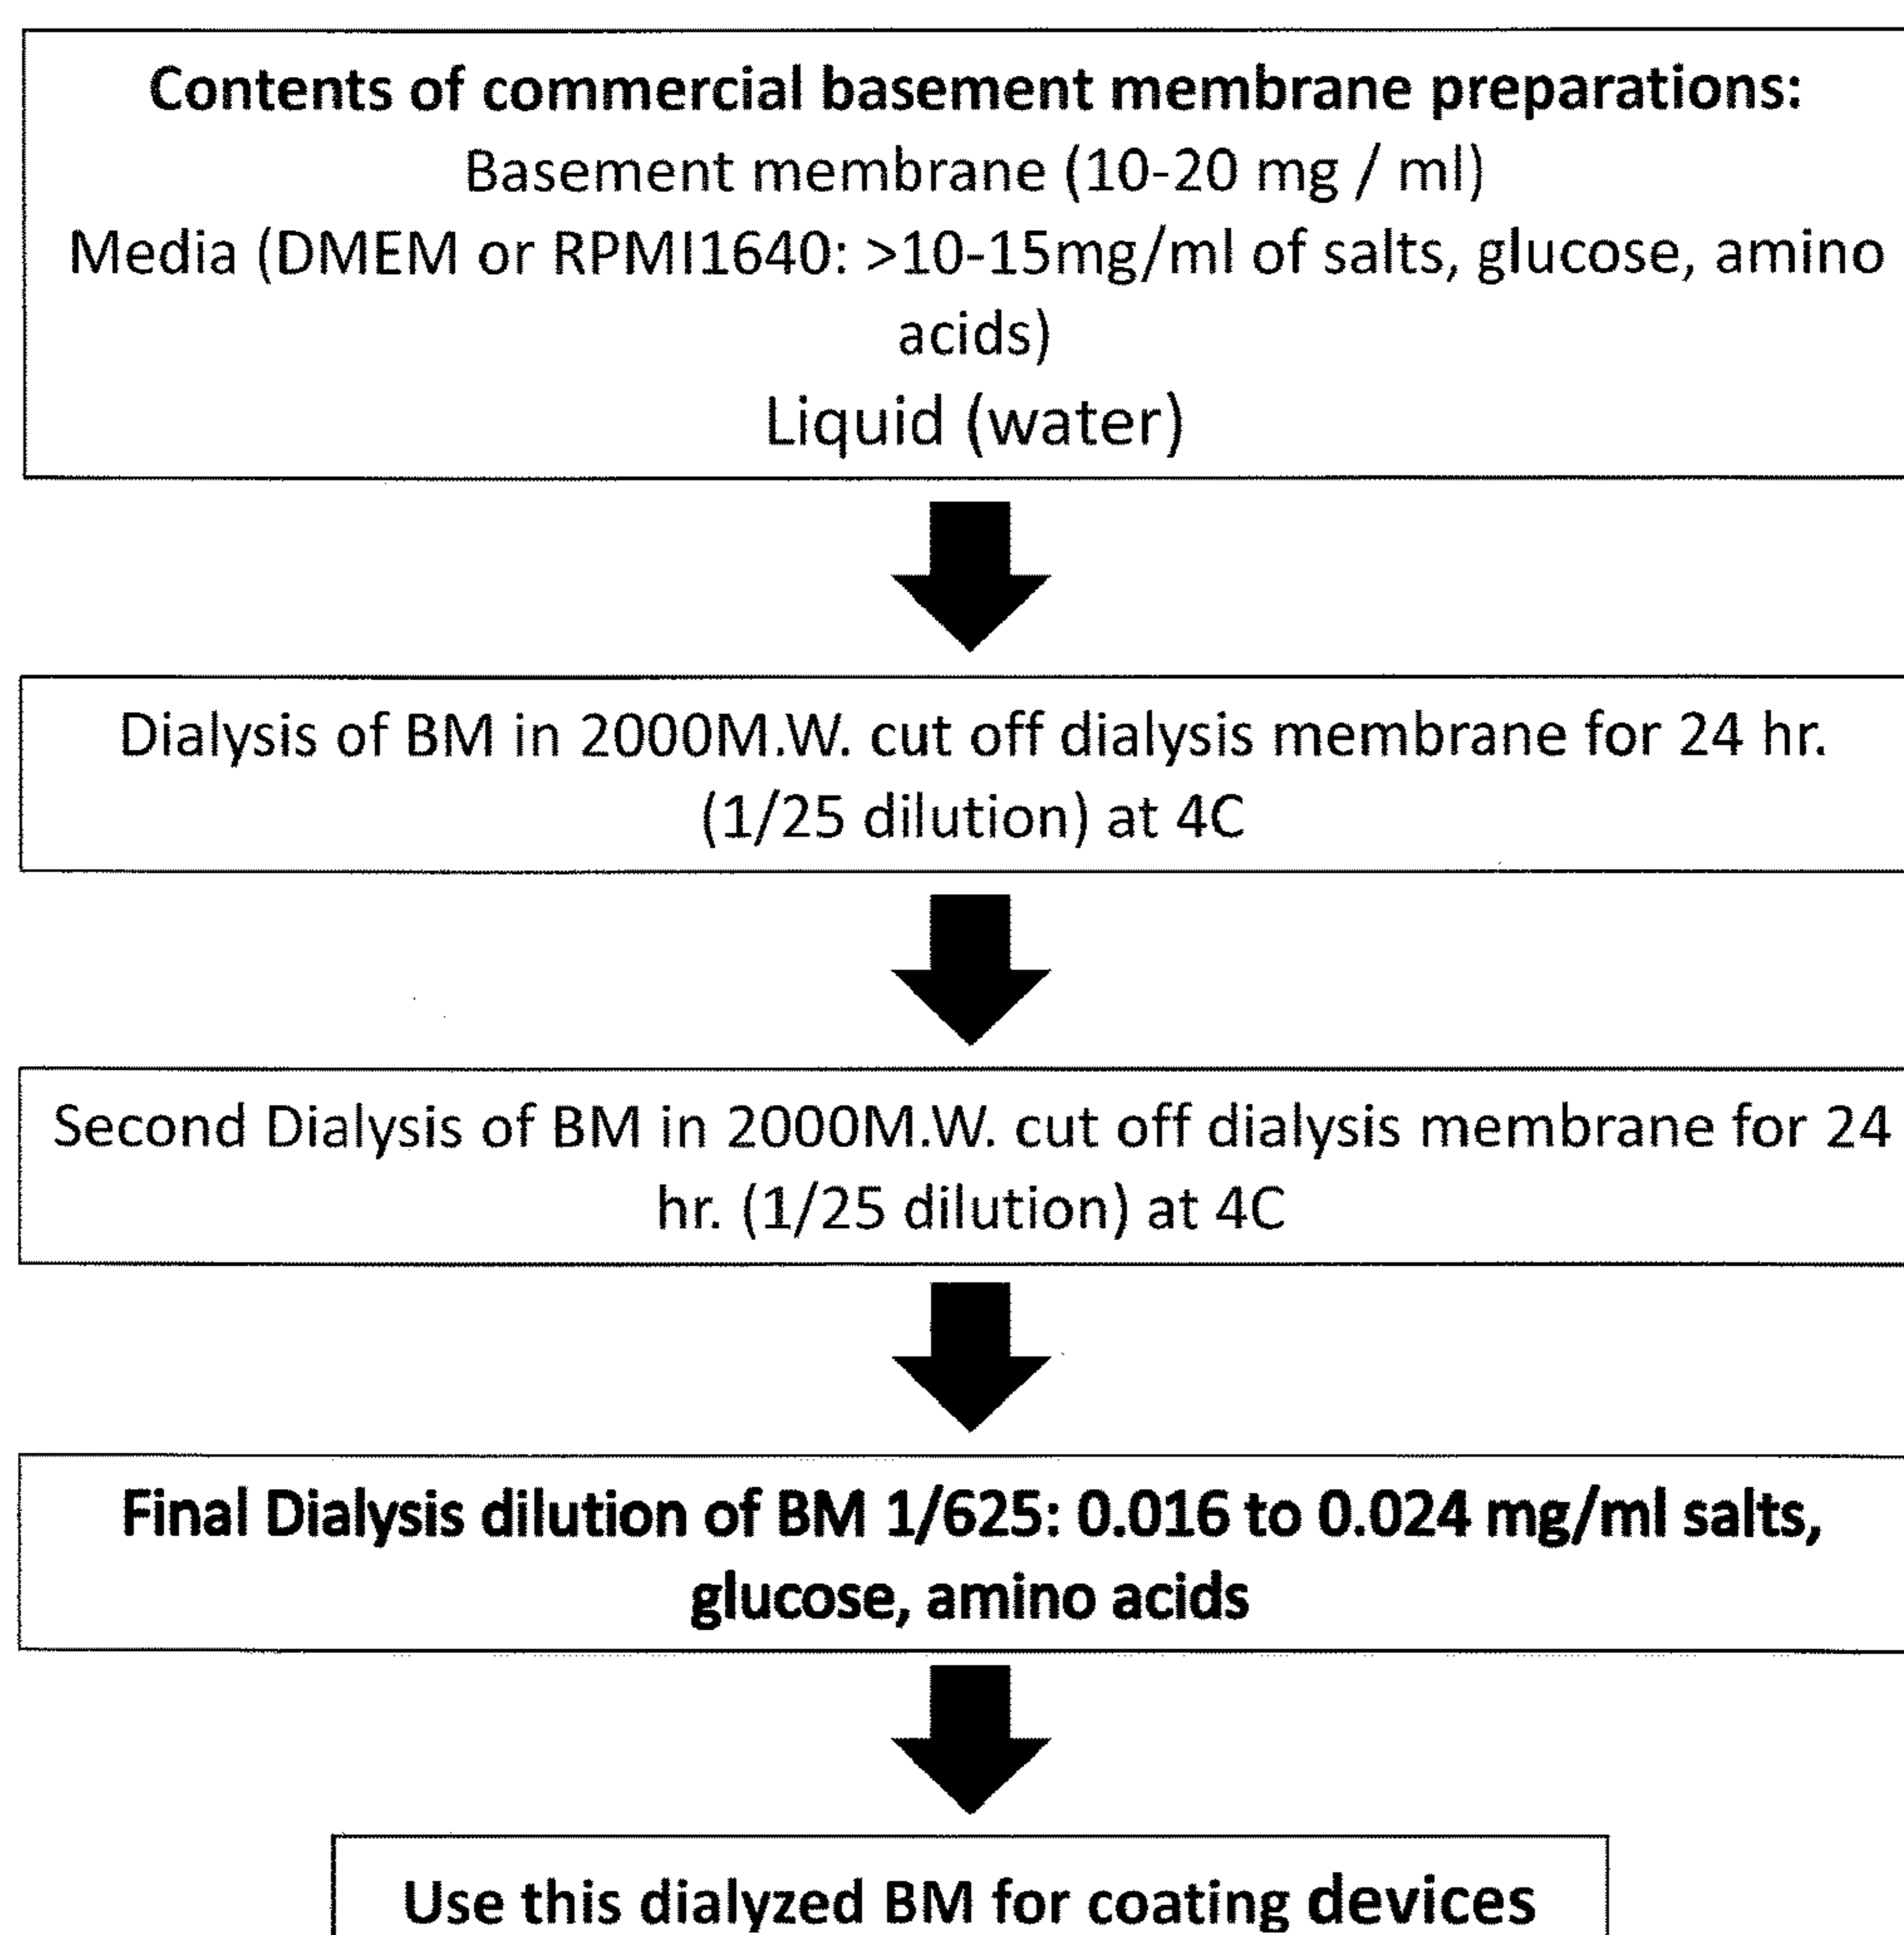 Contents of commercial basement membrane preparations:
Basement membrane (10-20 mg / ml)
Media (DMEM or RPMI1640: >10-15mg/ml of salts, glucose, amino
acids)
Liquid (water)
Dialysis of BM in 2000M.W. cut off dialysis membrane for 24 hr.
(1/25 dilution) at 4C
Second Dialysis of BM in 2000M.W. cut off dialysis membrane for 24
hr. (1/25 dilution) at 4C
Final Dialysis dilution of BM 1/625: 0.016 to 0.024 mg/ml salts,
glucose, amino acids
Use this dialyzed BM for coating devices